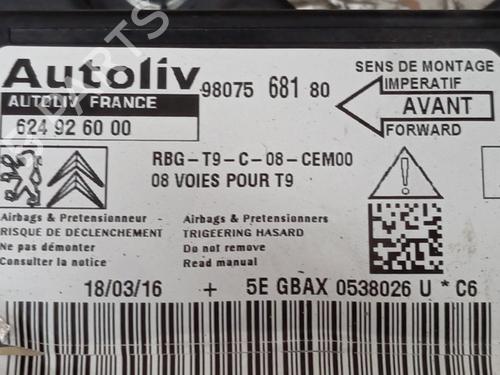 Autoliv
AUTOLIV FRANCE
624 92 60 00
98075 681 80
SENS DE MONTAGE
IMPERATIF
AVANT
FORWARD
RBG-T9-C-08-CEM00
08 VOIES POUR T9
Airbags & Pretensionneur
RISQUE DE DECLENCHEMENT
Ne pas démonter
Consulter la notice
Airbags & Pretensionners
TRIGEERING HASARD
Do not remove
Read manual
18/03/16 + 5E GBAX 0538026 U * C6